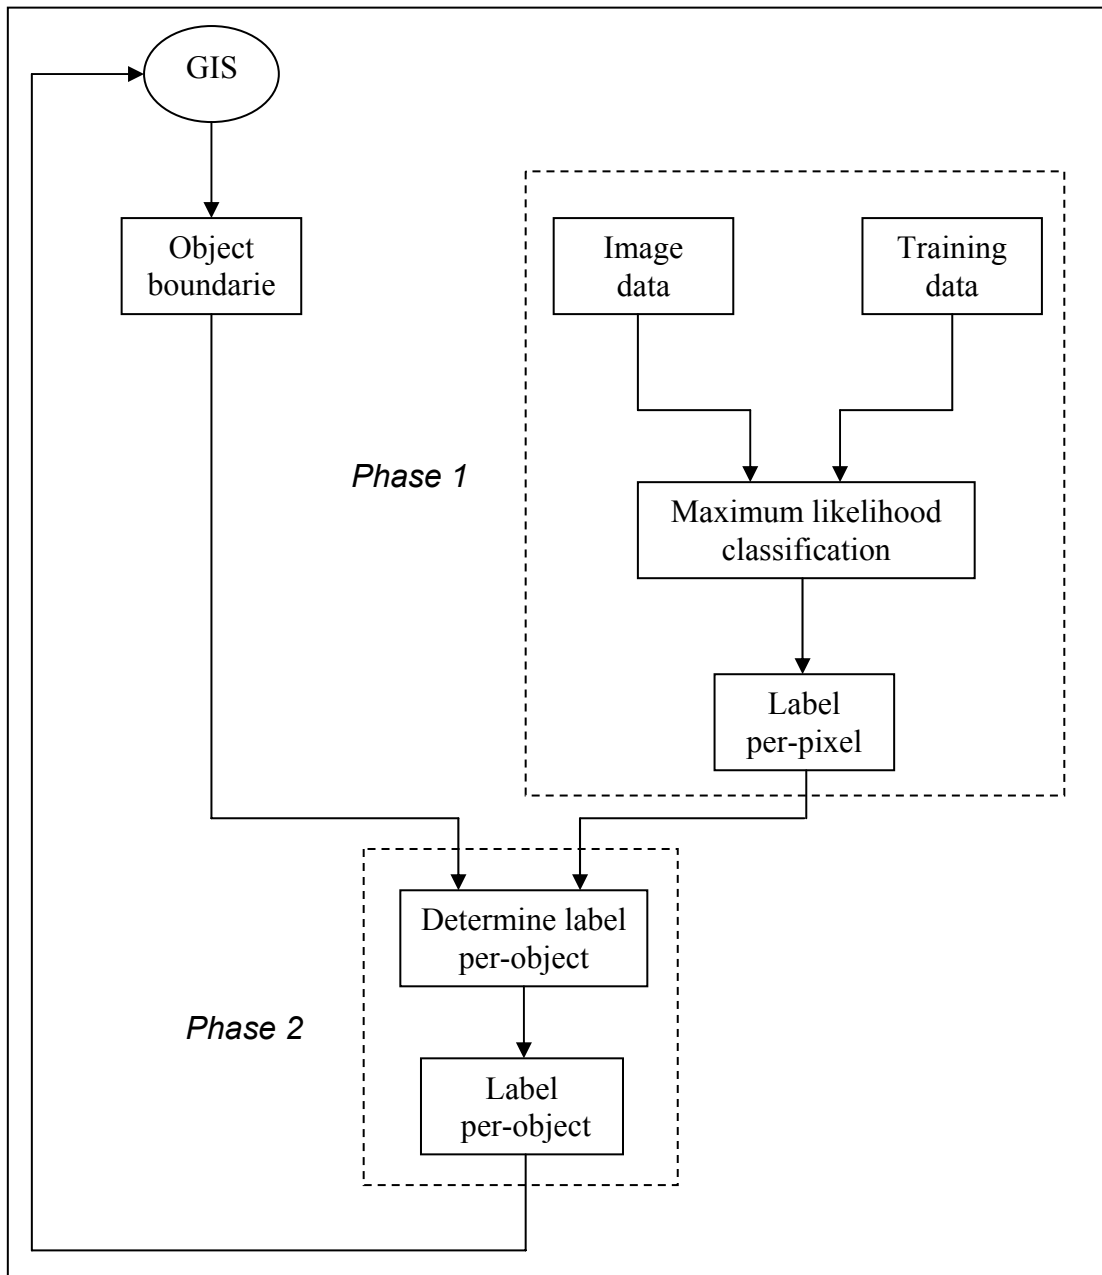 GIS
Object
boundarie
Image
data
Training
data
Phase 1
Maximum likelihood
classification
Label
per-pixel
Determine label
per-object
Phase 2
Label
per-object